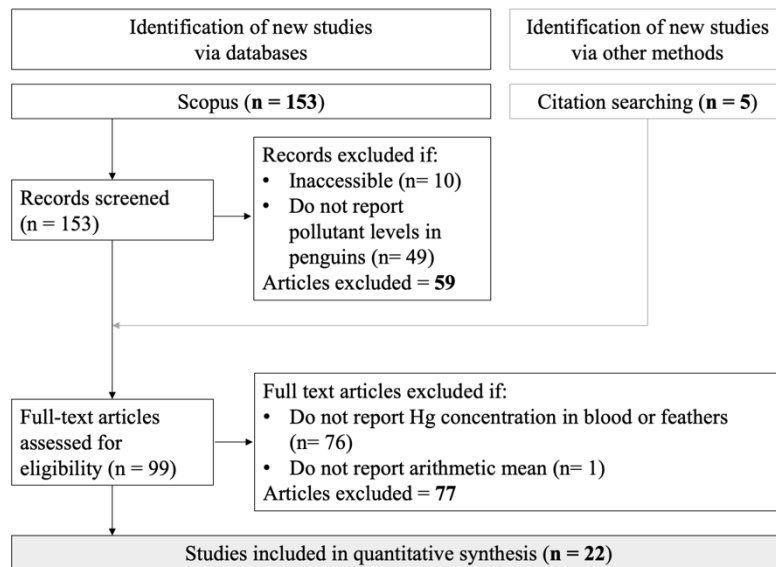 Identification of new studies
via databases
Identification of new studies
via other methods
Scopus (n = 153)
Citation searching (n = 5)
Records screened
(n = 153)
Records excluded if:
• Inaccessible (n= 10)
• Do not report
pollutant levels in
penguins (n= 49)
Articles excluded = 59
Full-text articles
assessed for
eligibility (n = 99)
Full text articles excluded if:
• Do not report Hg concentration in blood or feathers
(n= 76)
• Do not report arithmetic mean (n= 1)
Articles excluded = 77
Studies included in quantitative synthesis (n = 22)